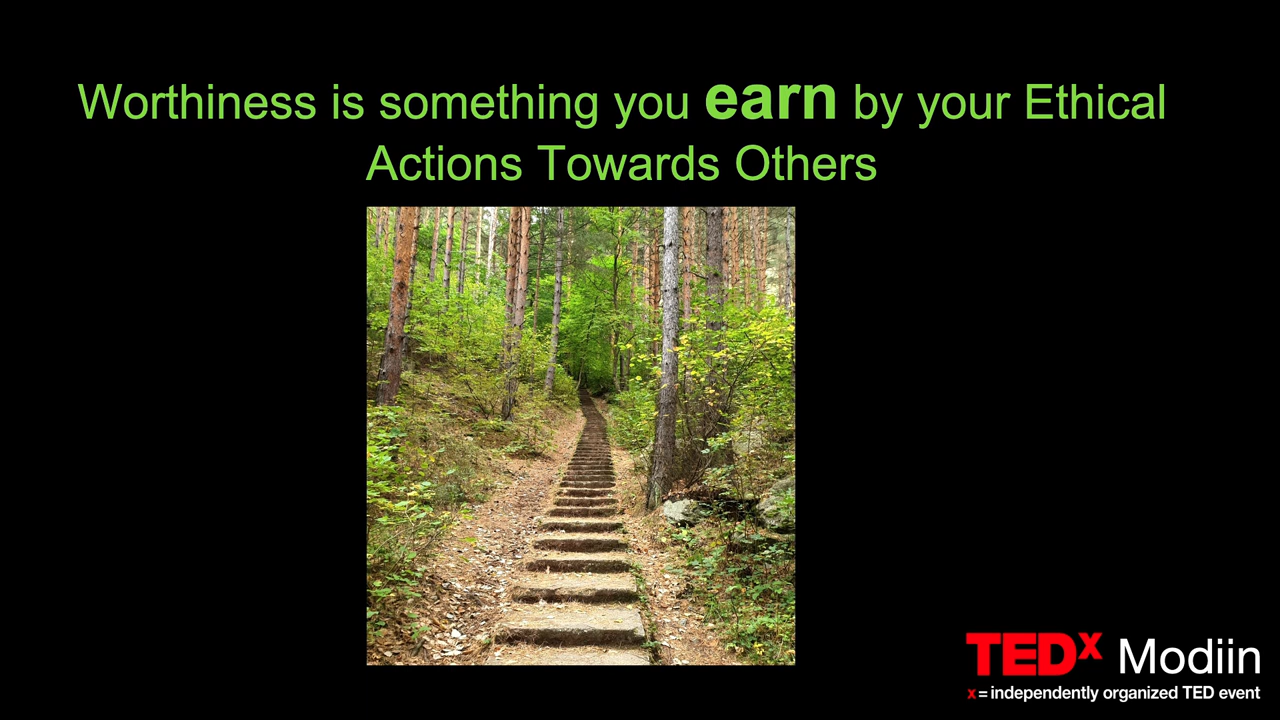 Worthiness is something you earn by your Ethical
Actions Towards Others
TEDx Modiin
x = independently organized TED event